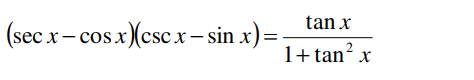 (sec x − cos x)(csc x − sin x) = tan x / (1 + tan² x)